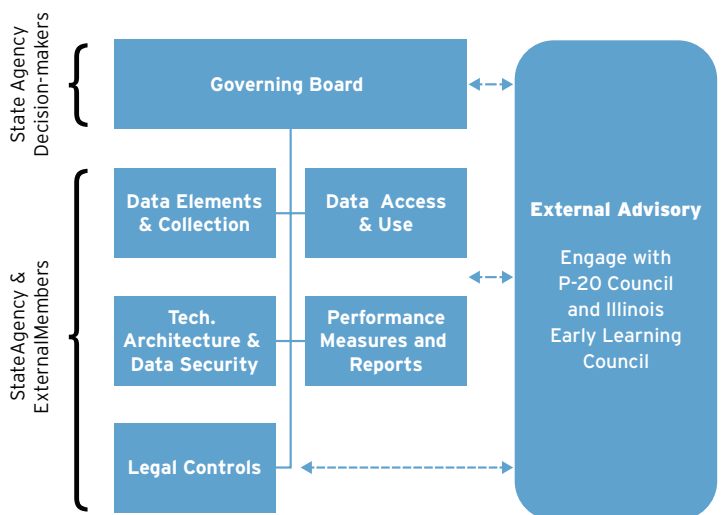 State Agency
Decision-makers
Governing Board
StateAgency &
ExternalMembers
Data Elements
& Collection
Data Access
& Use
Tech.
Architecture &
Data Security
Performance
Measures and
Reports
Legal Controls
External Advisory
Engage with
P-20 Council
and Illinois
Early Learning
Council